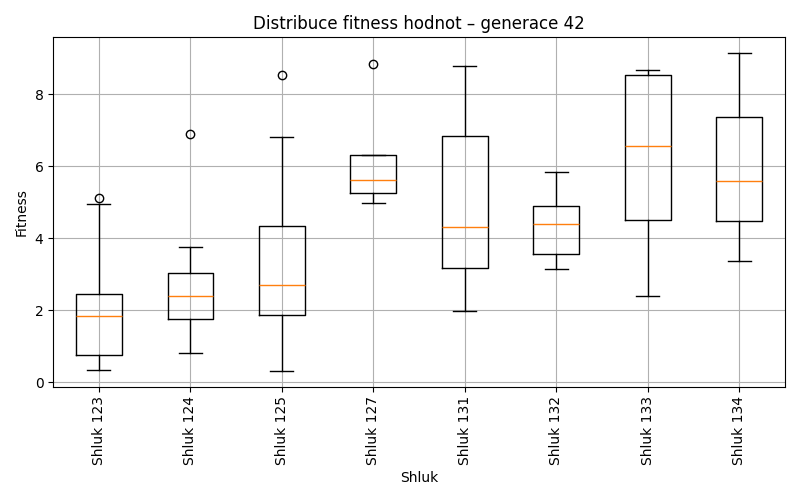 Distribuce fitness hodnot – generace 42
Fitness
8
6
4
2
0
Shluk 123
Shluk 124
Shluk 125
Shluk 127
Shluk 131
Shluk 132
Shluk 133
Shluk 134
Shluk